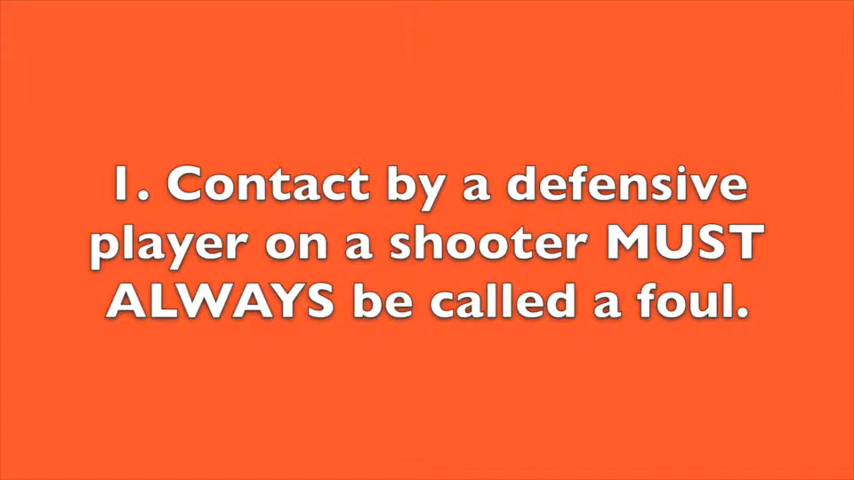 1. Contact by a defensive
player on a shooter MUST
ALWAYS be called a foul.